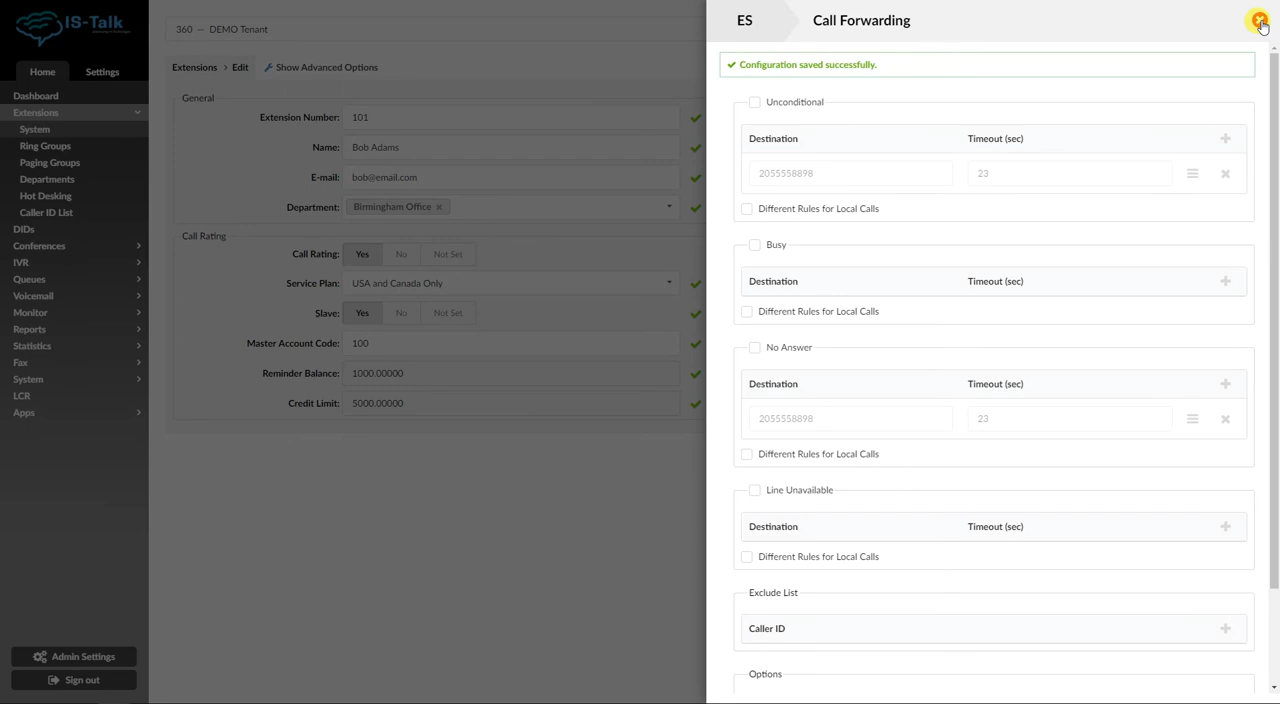 IS-Talk
360 — DEMO Tenant
Home
Settings
Dashboard
Extensions
System
Ring Groups
Paging Groups
Departments
Hot Desking
Caller ID List
DIDs
Conferences
IVR
Queues
Voicemail
Monitor
Reports
Statistics
Fax
System
LCR
Apps
Admin Settings
Sign out
Extensions > Edit Show Advanced Options
General
Extension Number: 101
Name: Bob Adams
E-mail: bob@email.com
Department: Birmingham Office ×
Call Rating
Call Rating: Yes No Not Set
Service Plan: USA and Canada Only
Slave: Yes No Not Set
Master Account Code: 100
Reminder Balance: 1000.00000
Credit Limit: 5000.00000
ES Call Forwarding
Configuration saved successfully.
Unconditional
Destination Timeout (sec)
2055558898 23
Different Rules for Local Calls
Busy
Destination Timeout (sec)
Different Rules for Local Calls
No Answer
Destination Timeout (sec)
2055558898 23
Different Rules for Local Calls
Line Unavailable
Destination Timeout (sec)
Different Rules for Local Calls
Exclude List
Caller ID
Options